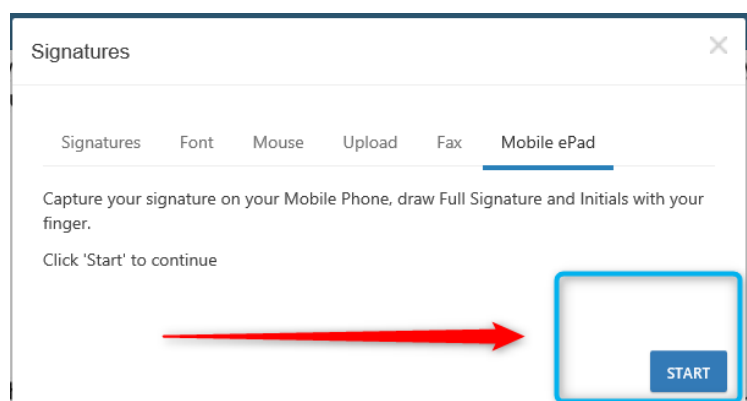 Signatures
Signatures Font Mouse Upload Fax Mobile ePad
Capture your signature on your Mobile Phone, draw Full Signature and Initials with your
finger.
Click 'Start' to continue
START